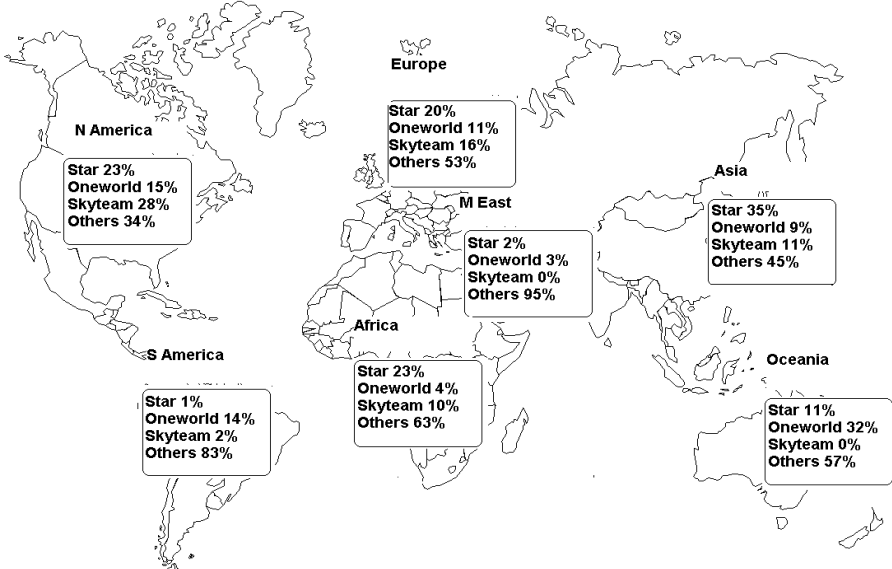 Europe
Star 20%
Oneworld 11%
Skyteam 16%
Others 53%
N America
Star 23%
Oneworld 15%
Skyteam 28%
Others 34%
Asia
Star 35%
Oneworld 9%
Skyteam 11%
Others 45%
M East
Star 2%
Oneworld 3%
Skyteam 0%
Others 95%
Africa
Star 23%
Oneworld 4%
Skyteam 10%
Others 63%
S America
Star 1%
Oneworld 14%
Skyteam 2%
Others 83%
Oceania
Star 11%
Oneworld 32%
Skyteam 0%
Others 57%